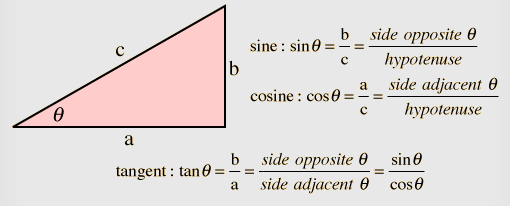 c
b
θ
a
sine : sinθ = b/c = side opposite θ/hypotenuse
cosine : cosθ = a/c = side adjacent θ/hypotenuse
tangent : tanθ = b/a = side opposite θ/side adjacent θ = sinθ/cosθ